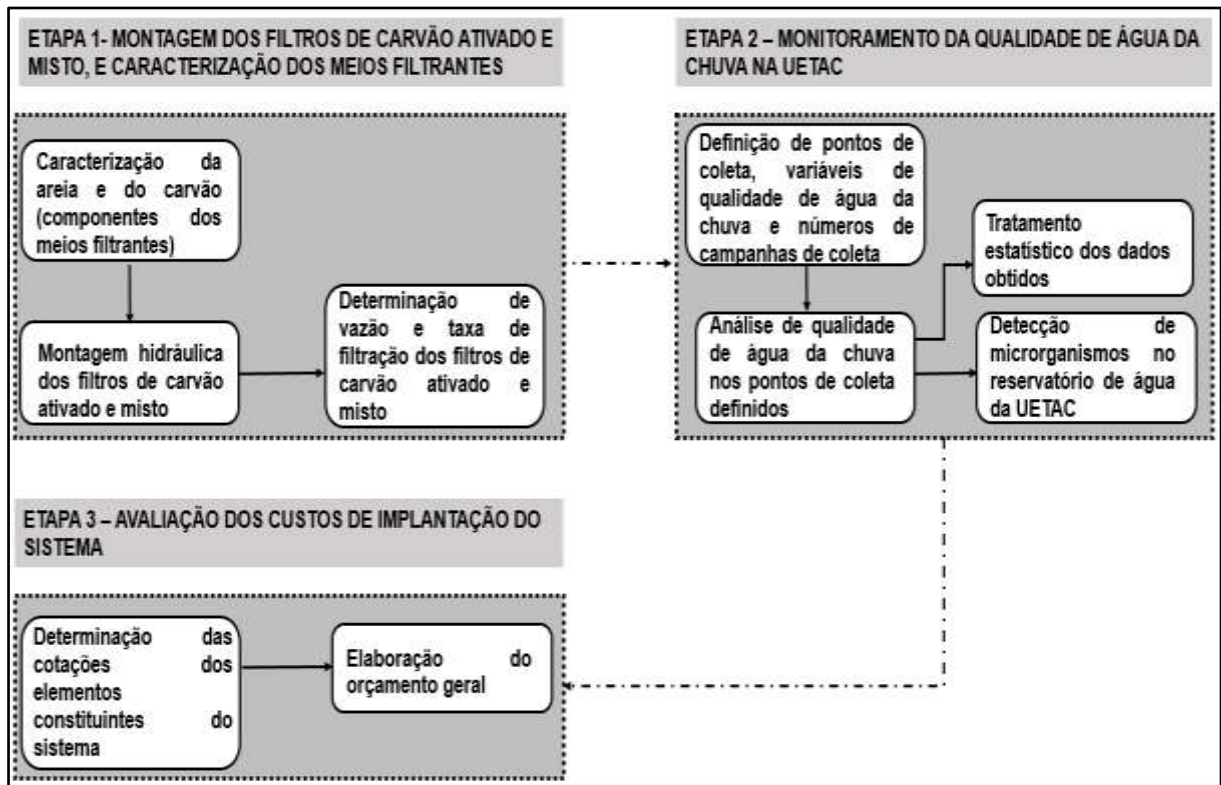 ETAPA 1- MONTAGEM DOS FILTROS DE CARVÃO ATIVADO E
MISTO, E CARACTERIZAÇÃO DOS MEIOS FILTRANTES
Caracterização da
areia e do carvão
(componentes dos
meios filtrantes)
Montagem hidráulica
dos filtros de carvão
ativado e misto
Determinação de
vazão e taxa de
filtração dos filtros de
carvão ativado e
misto
ETAPA 2 – MONITORAMENTO DA QUALIDADE DE ÁGUA DA
CHUVA NA UETAC
Definição de pontos de
coleta, variáveis de
qualidade de água da
chuva e números de
campanhas de coleta
Análise de qualidade
de água da chuva
nos pontos de coleta
definidos
Tratamento
estatístico dos dados
obtidos
Detecção de
microrganismos no
reservatório de água
da UETAC
ETAPA 3 – AVALIAÇÃO DOS CUSTOS DE IMPLANTAÇÃO DO
SISTEMA
Determinação das
cotações dos
elementos
constituintes do
sistema
Elaboração do
orçamento geral